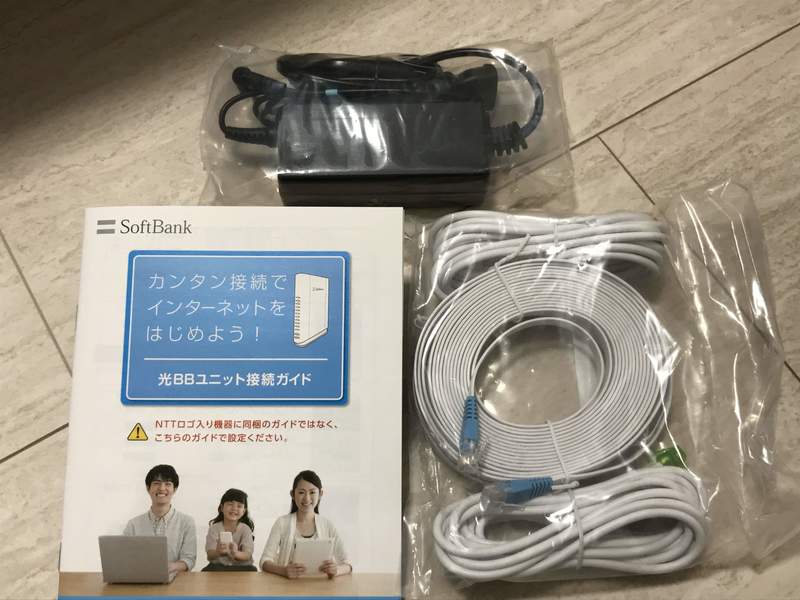 SoftBank
カンタン接続で
インターネットを
はじめよう！
光BBユニット接続ガイド
NTTロゴ入り機器に同梱のガイドではなく、
こちらのガイドで設定ください。